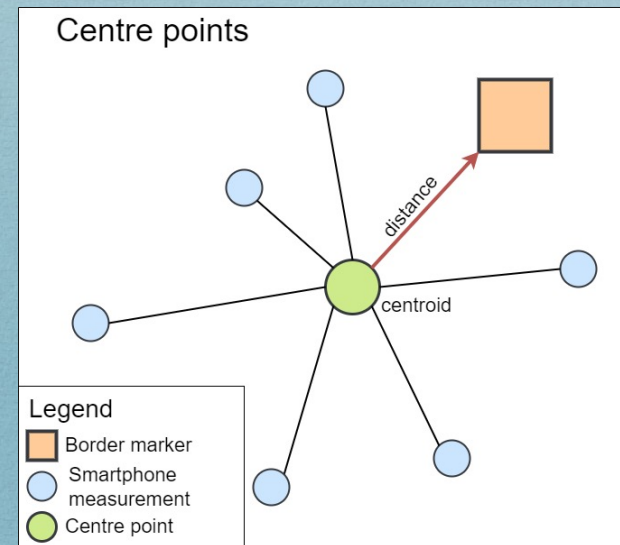 Centre points
distance
centroid
Legend
Border marker
Smartphone
measurement
Centre point